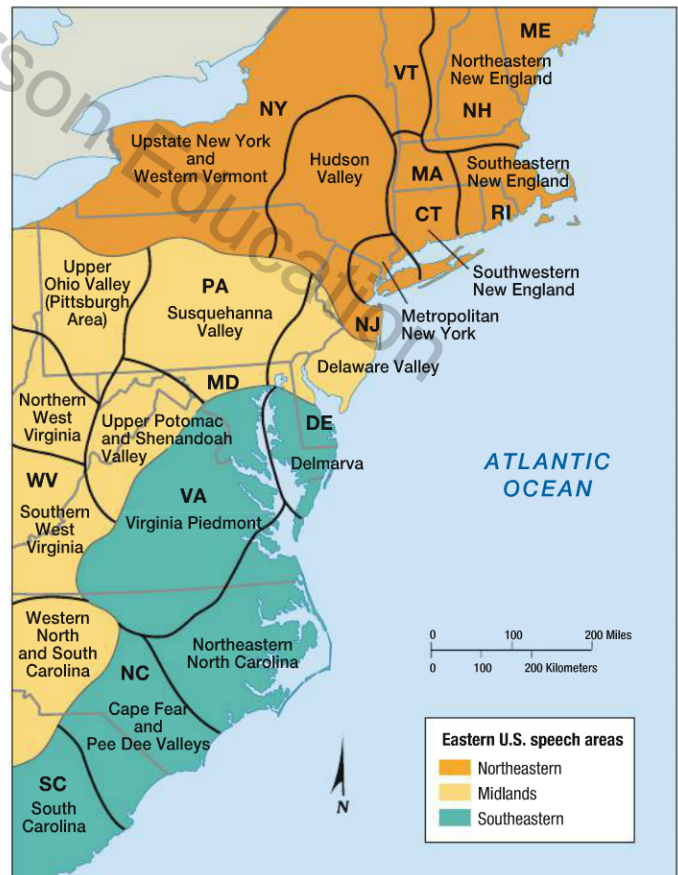 ME
Northeastern
New England
VT
NH
NY
Upstate New York
and
Western Vermont
Hudson
Valley
MA
Southeastern
New England
CT
RI
Southwestern
New England
Metropolitan
New York
NJ
Upper
Ohio Valley
(Pittsburgh
Area)
PA
Susquehanna
Valley
Delaware Valley
MD
Northern
West
Virginia
Upper Potomac
and Shenandoah
Valley
DE
Delmarva
WV
Southern
West
Virginia
VA
Virginia Piedmont
ATLANTIC
OCEAN
Western
North
and South
Carolina
Northeastern
North Carolina
NC
Cape Fear
and
Pee Dee Valleys
SC
South
Carolina
0 100 200 Miles
0 100 200 Kilometers
N
Eastern U.S. speech areas
Northeastern
Midlands
Southeastern
rson Education